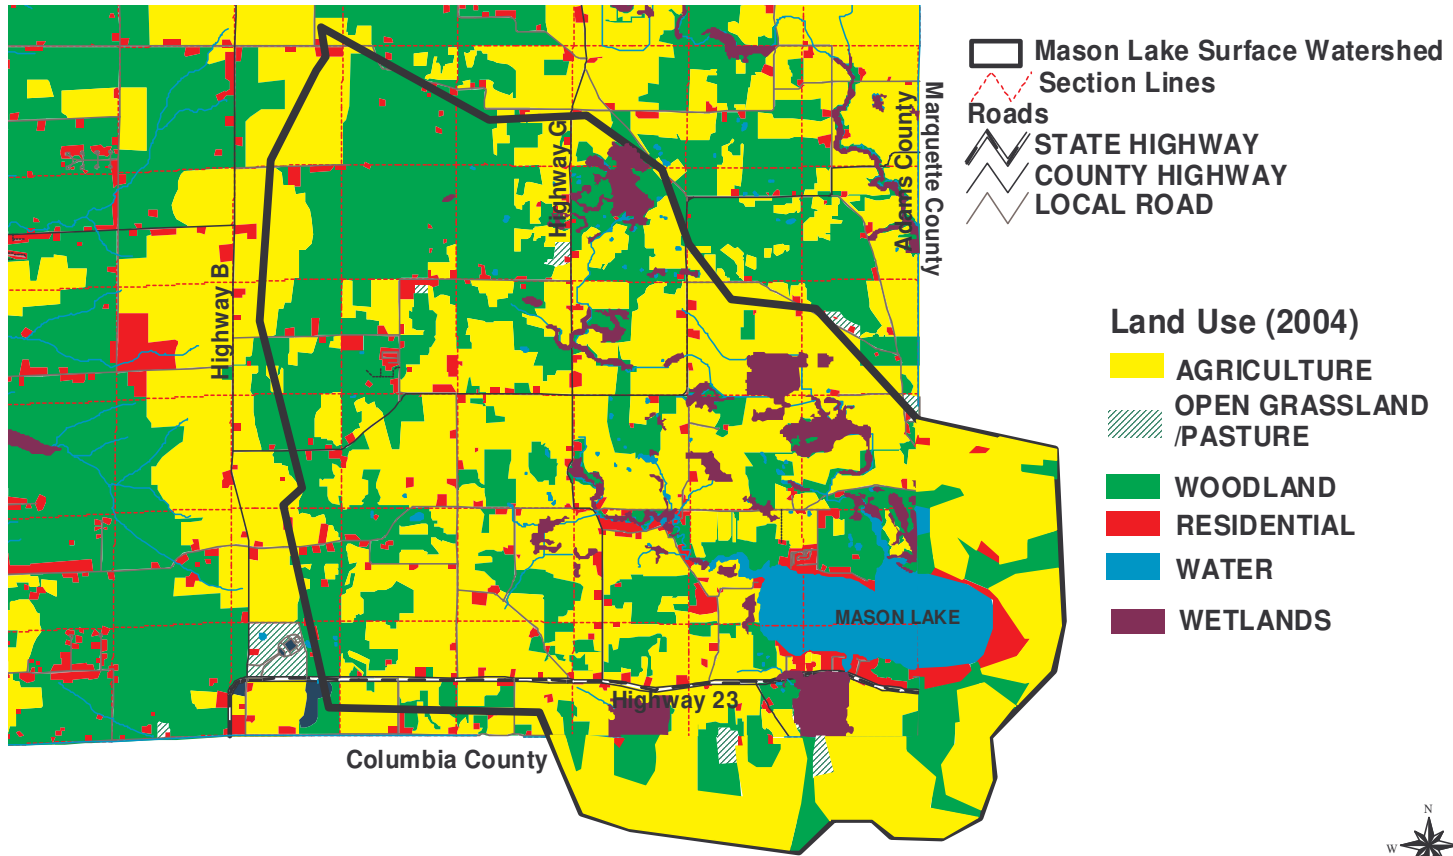 Mason Lake Surface Watershed
Section Lines
Roads
STATE HIGHWAY
COUNTY HIGHWAY
LOCAL ROAD
Land Use (2004)
AGRICULTURE
OPEN GRASSLAND
/PASTURE
WOODLAND
RESIDENTIAL
WATER
WETLANDS
Highway B
Highway G
Adams County
Marquette County
MASON LAKE
Highway 23
Columbia County
N
W